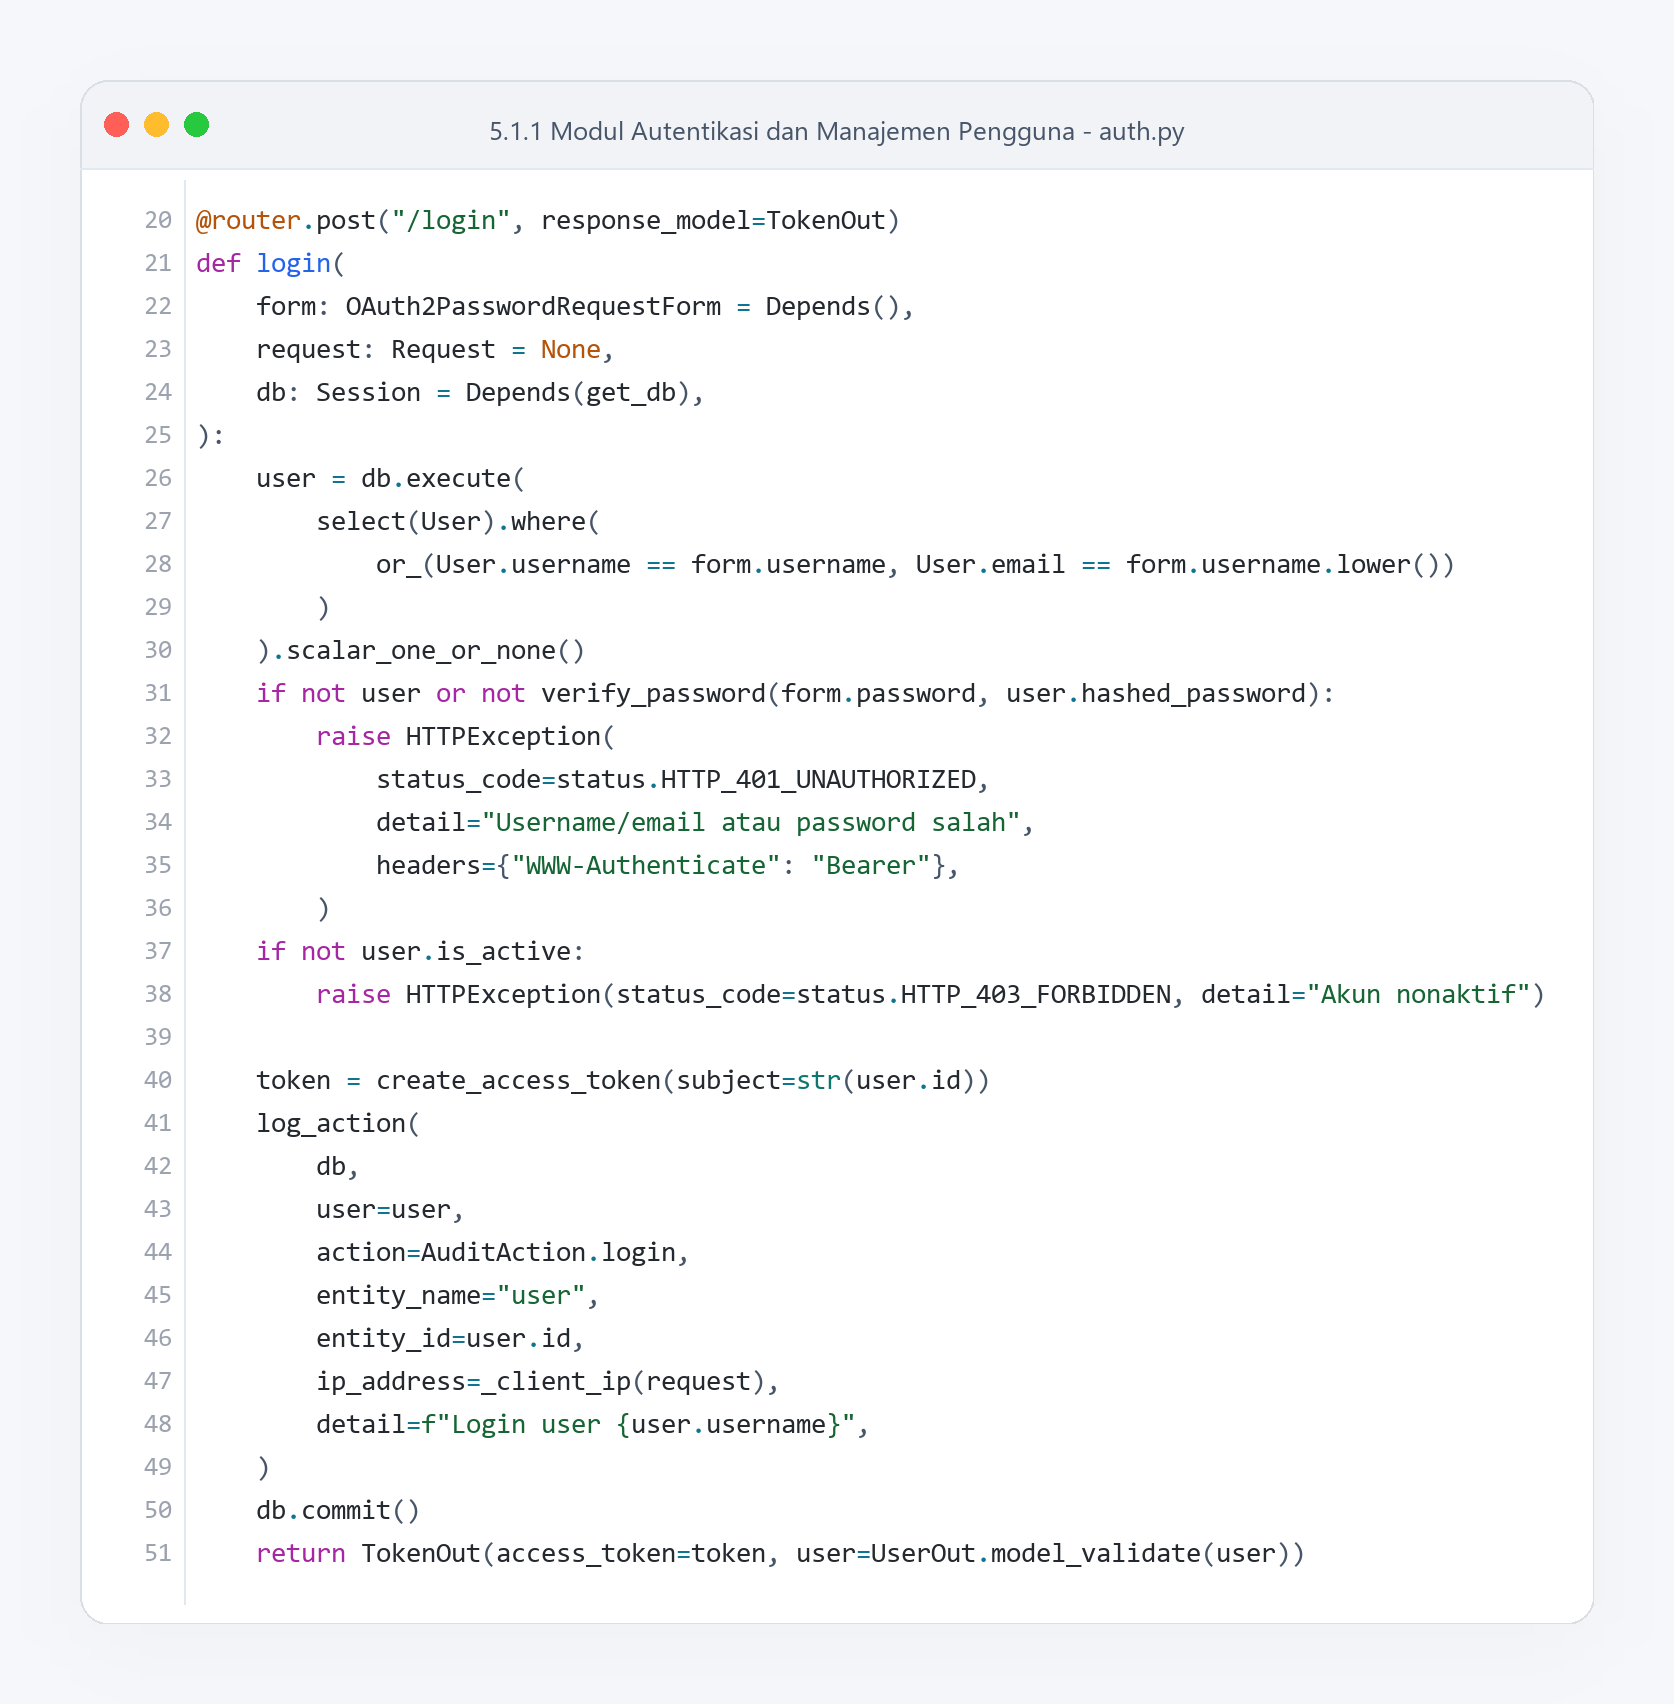 5.1.1 Modul Autentikasi dan Manajemen Pengguna - auth.py
20 @router.post("/login", response_model=TokenOut)
21 def login(
22     form: OAuth2PasswordRequestForm = Depends(),
23     request: Request = None,
24     db: Session = Depends(get_db),
25 ):
26     user = db.execute(
27         select(User).where(
28             or_(User.username == form.username, User.email == form.username.lower())
29         )
30     ).scalar_one_or_none()
31     if not user or not verify_password(form.password, user.hashed_password):
32         raise HTTPException(
33             status_code=status.HTTP_401_UNAUTHORIZED,
34             detail="Username/email atau password salah",
35             headers={"WWW-Authenticate": "Bearer"},
36         )
37     if not user.is_active:
38         raise HTTPException(status_code=status.HTTP_403_FORBIDDEN, detail="Akun nonaktif")
39
40     token = create_access_token(subject=str(user.id))
41     log_action(
42         db,
43         user=user,
44         action=AuditAction.login,
45         entity_name="user",
46         entity_id=user.id,
47         ip_address=_client_ip(request),
48         detail=f"Login user {user.username}",
49     )
50     db.commit()
51     return TokenOut(access_token=token, user=UserOut.model_validate(user))